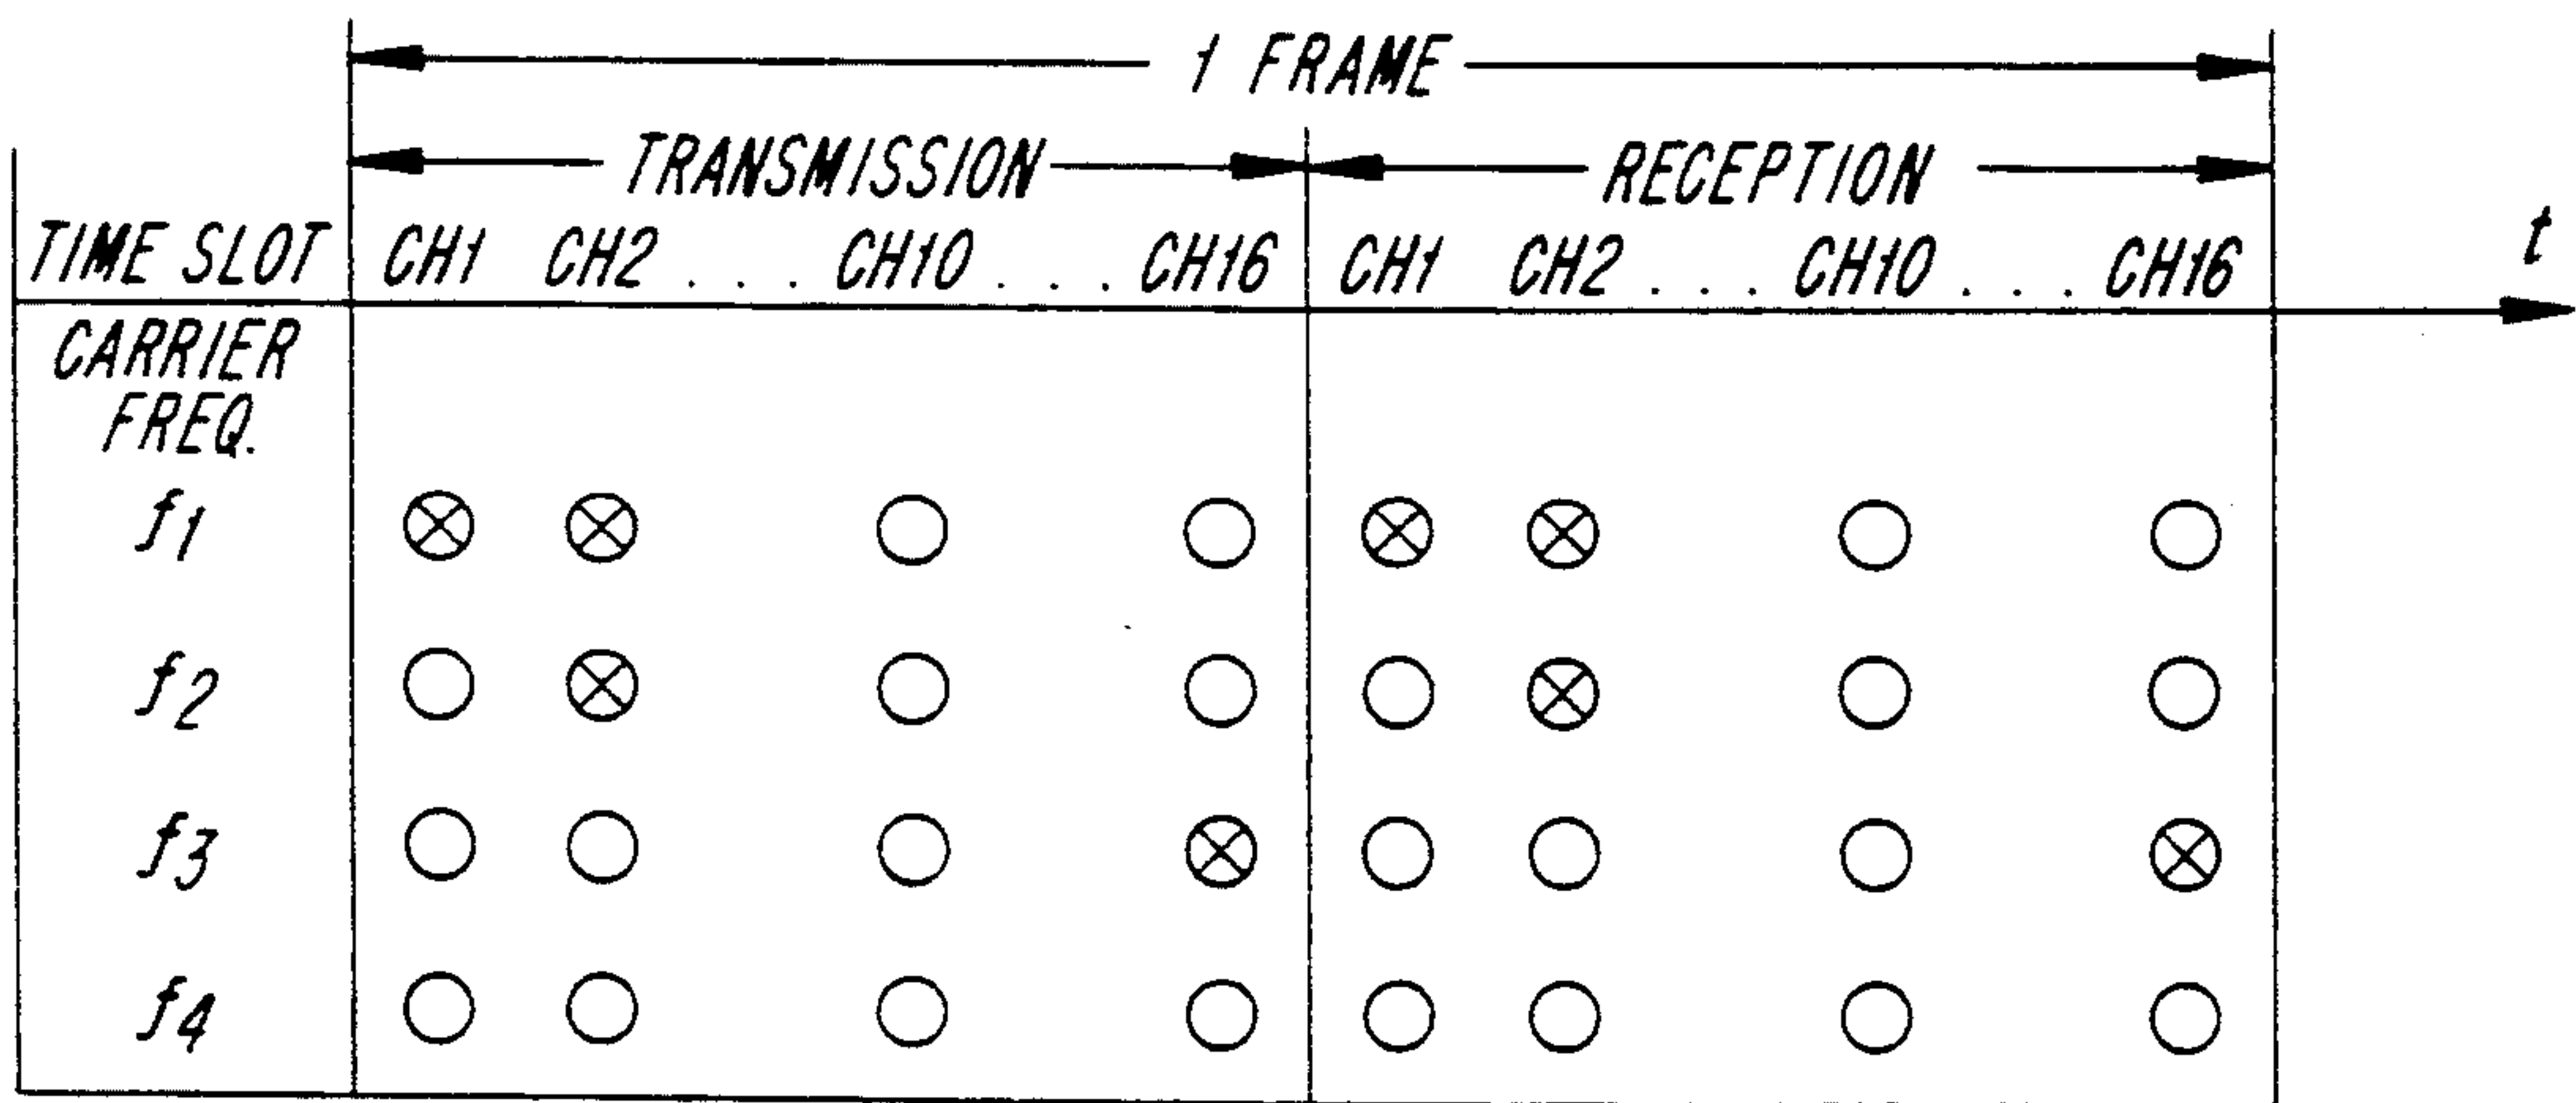 1 FRAME
TRANSMISSION RECEPTION
TIME SLOT CH1 CH2 . . . CH10 . . . CH16 CH1 CH2 . . . CH10 . . . CH16 t
CARRIER
FREQ.
f1
f2
f3
f4